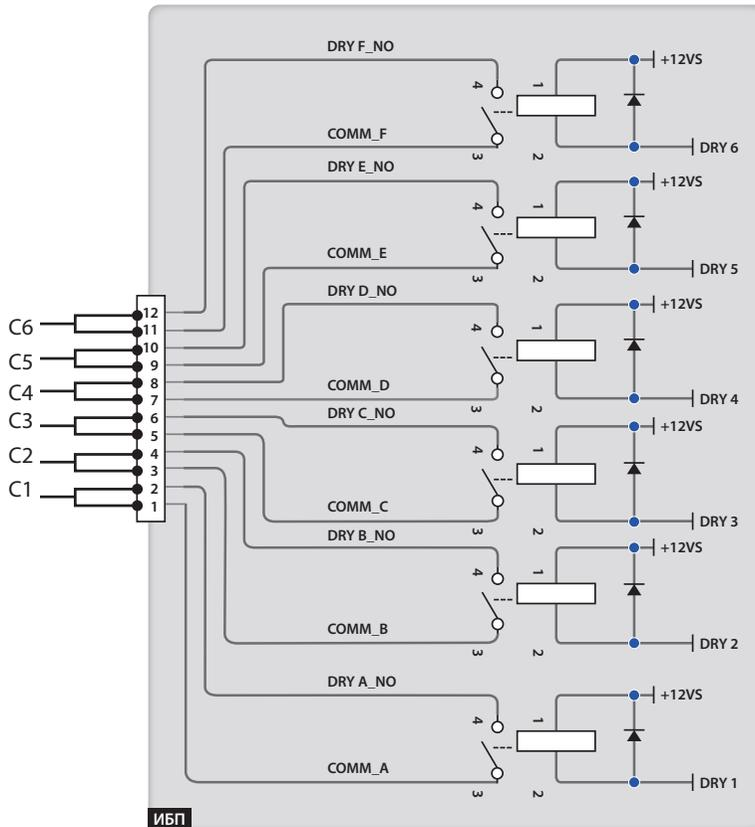 DRY F_NO
4
1
+12VS
COMM_F
3
2
DRY 6
DRY E_NO
4
1
+12VS
COMM_E
3
2
DRY 5
DRY D_NO
4
1
+12VS
COMM_D
3
2
DRY 4
C6
C5
C4
C3
C2
C1
12
11
10
9
8
7
6
5
4
3
2
1
DRY C_NO
4
1
+12VS
COMM_C
3
2
DRY 3
DRY B_NO
4
1
+12VS
COMM_B
3
2
DRY 2
DRY A_NO
4
1
+12VS
COMM_A
3
2
DRY 1
ИБП